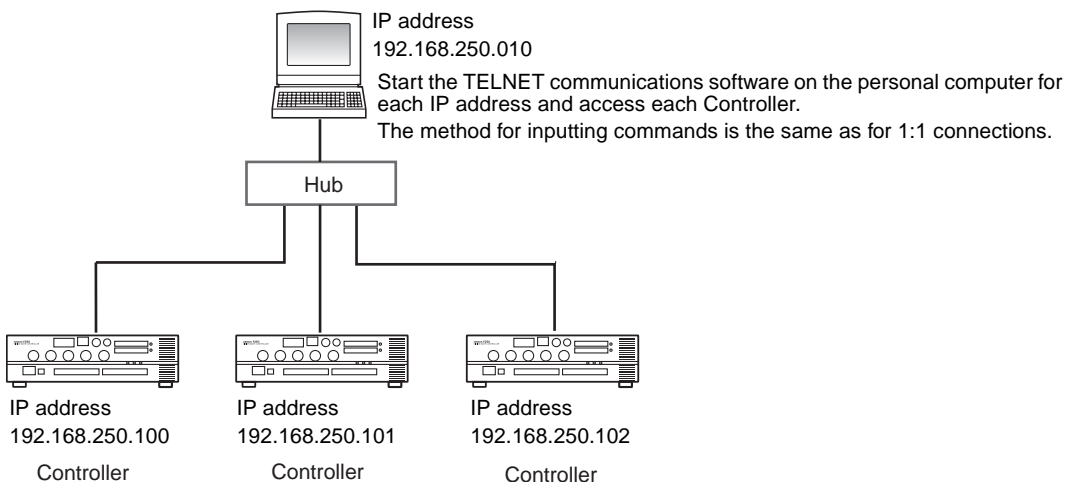 IP address
192.168.250.010
Start the TELNET communications software on the personal computer for
each IP address and access each Controller.
The method for inputting commands is the same as for 1:1 connections.
Hub
IP address
192.168.250.100
Controller
IP address
192.168.250.101
Controller
IP address
192.168.250.102
Controller